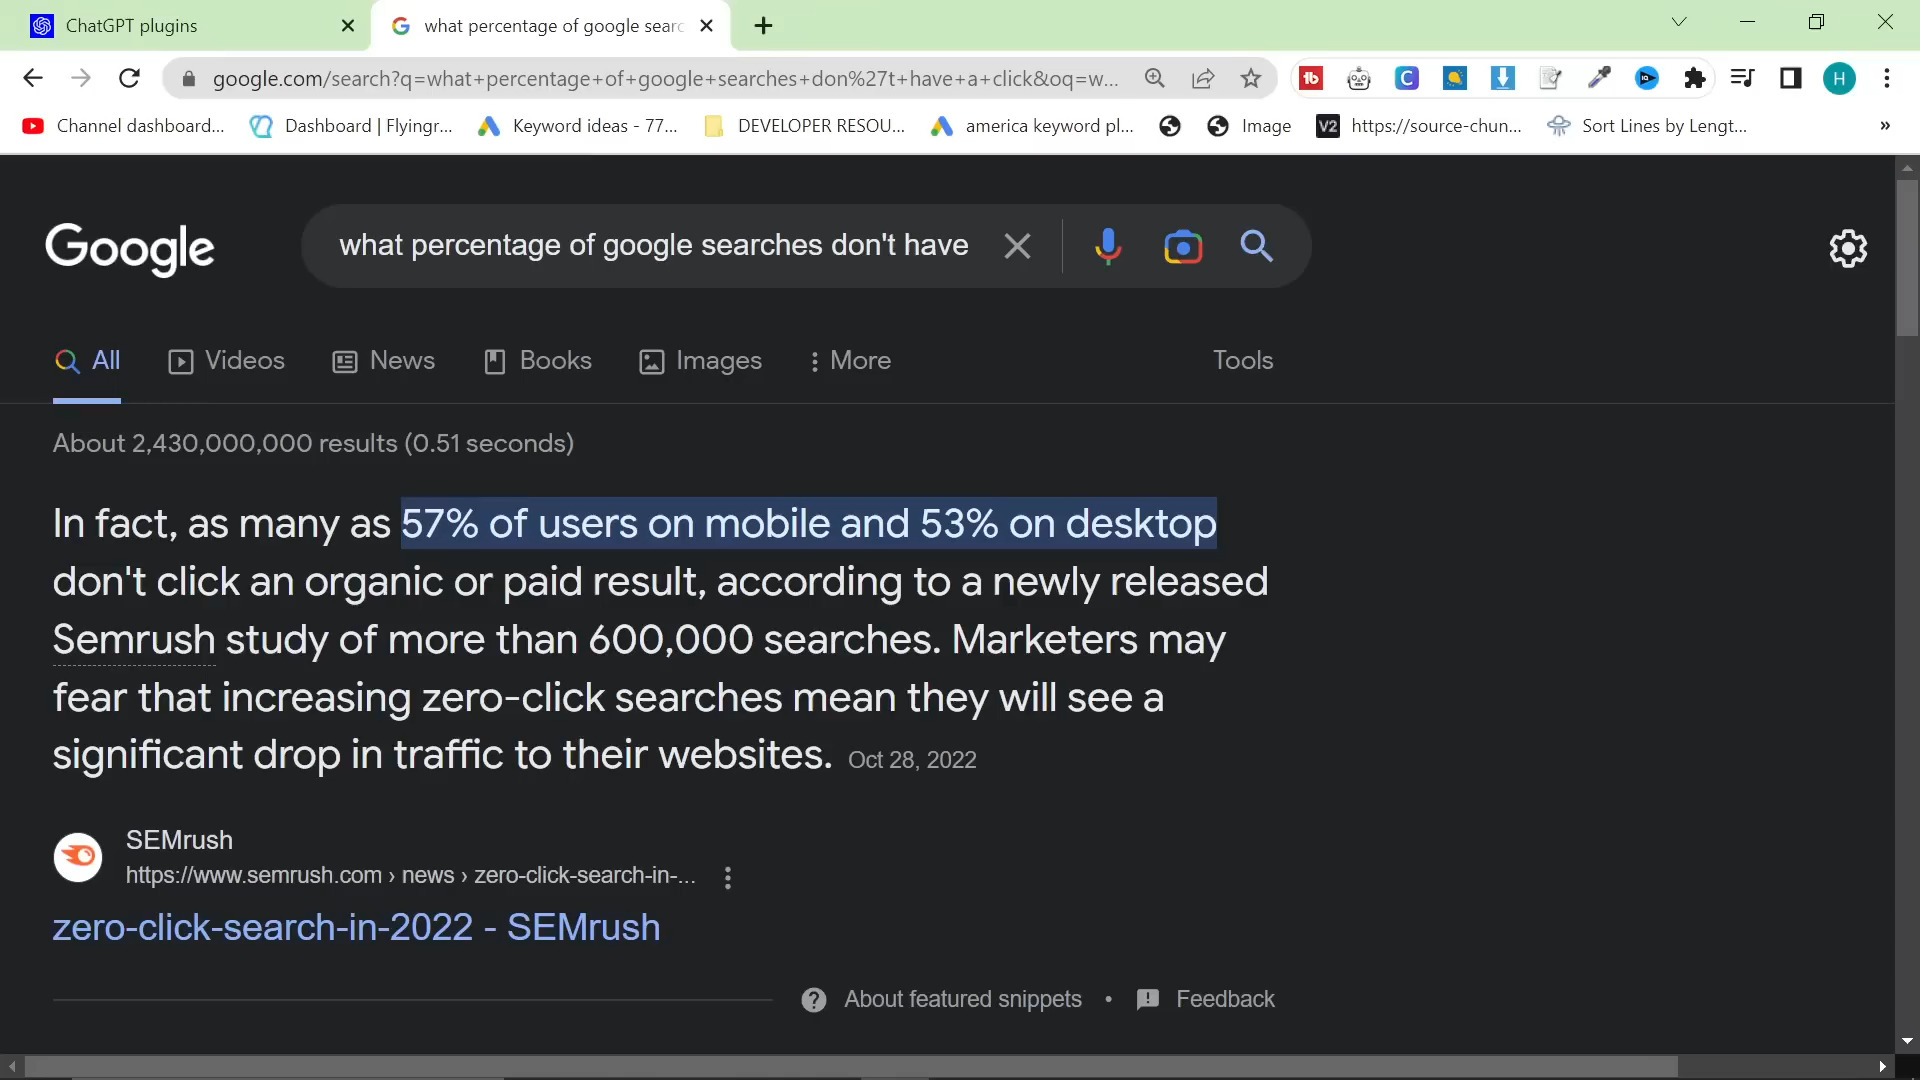 ChatGPT plugins
what percentage of google searc
google.com/search?q=what+percentage+of+google+searches+don%27t+have+a+click&oq=w...
H
Channel dashboard...
Dashboard | Flyingr...
Keyword ideas - 77...
DEVELOPER RESOU...
america keyword pl...
Image
V2
https://source-chun...
Sort Lines by Lengt...
»
Google
what percentage of google searches don't have
All
Videos
News
Books
Images
More
Tools
About 2,430,000,000 results (0.51 seconds)
In fact, as many as 57% of users on mobile and 53% on desktop
don't click an organic or paid result, according to a newly released
Semrush study of more than 600,000 searches. Marketers may
fear that increasing zero-click searches mean they will see a
significant drop in traffic to their websites. Oct 28, 2022
SEMrush
https://www.semrush.com › news › zero-click-search-in-...
zero-click-search-in-2022 - SEMrush
About featured snippets • Feedback